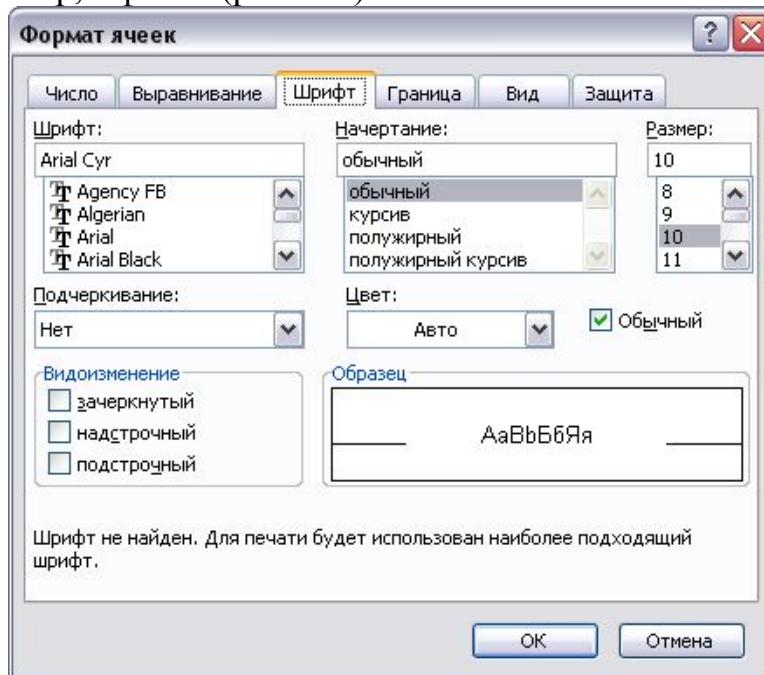 Формат ячеек
Число Выравнивание Шрифт Граница Вид Защита
Шрифт: Начертание: Размер:
Arial Cyr обычный 10
Agency FB обычный 8
Algerian курсив 9
Arial полужирный 10
Arial Black полужирный курсив 11
Подчеркивание: Цвет:
Нет Авто Обычный
Видоизменение Образец
зачеркнутый
надстрочный АаВbБбЯя
подстрочный
Шрифт не найден. Для печати будет использован наиболее подходящий
шрифт.
ОК Отмена